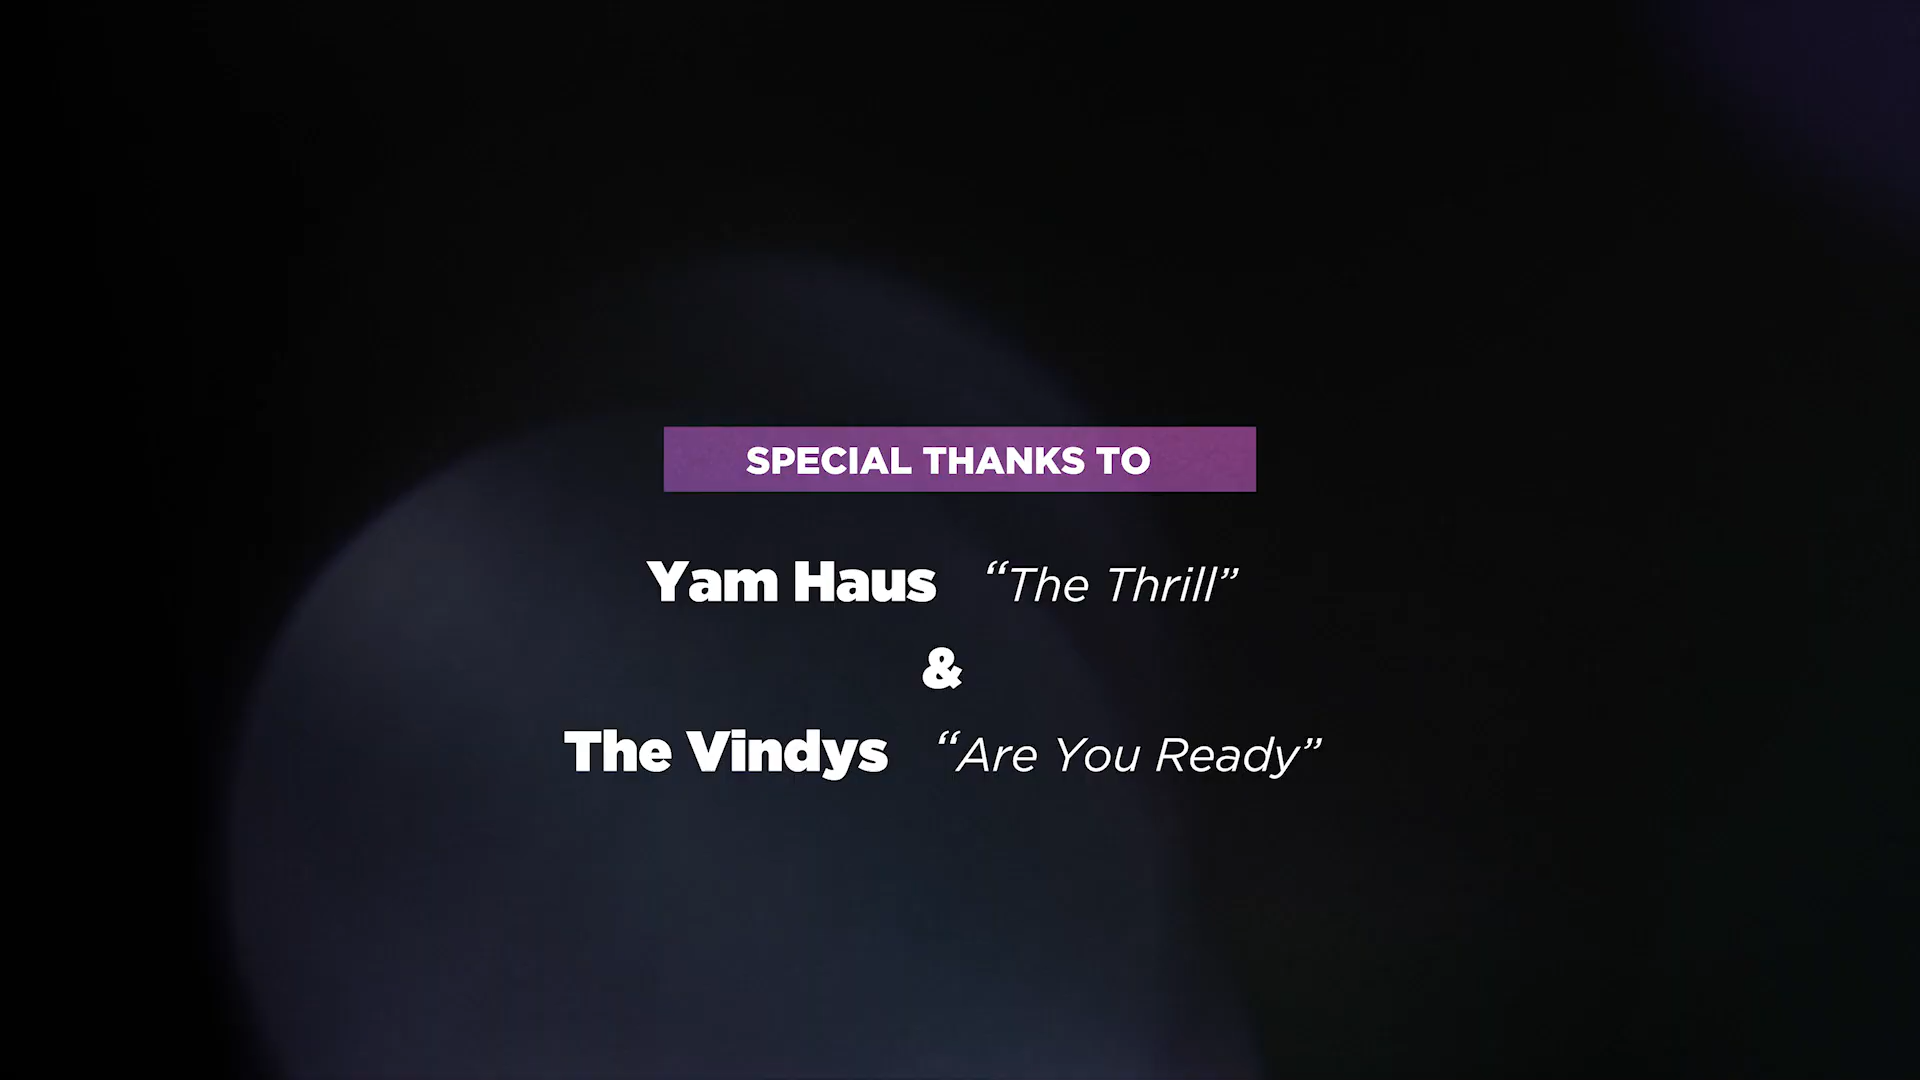 SPECIAL THANKS TO
Yam Haus “The Thrill”
&
The Vindys “Are You Ready”